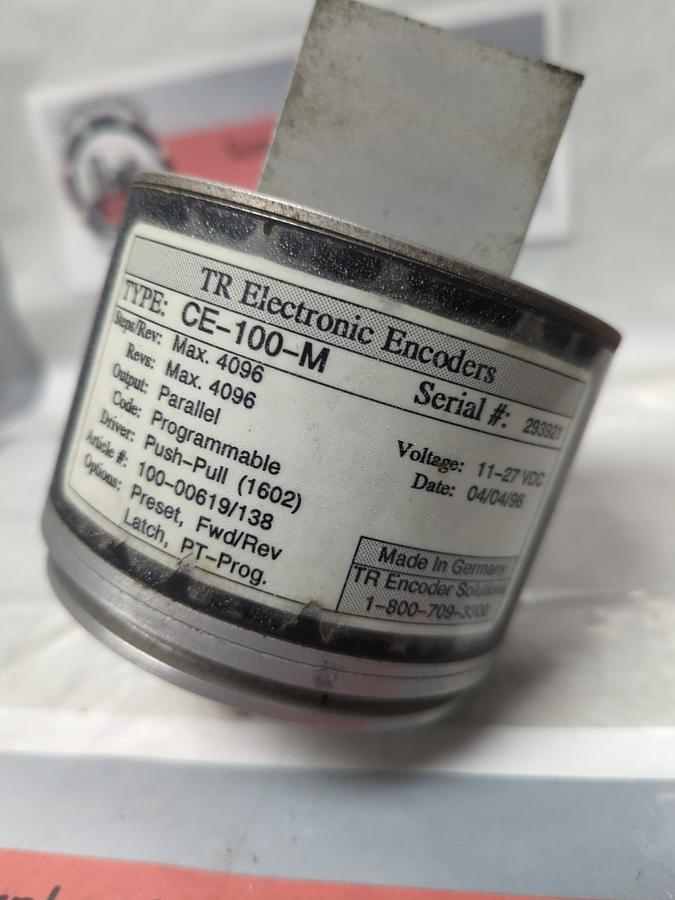 TR Electronic Encoders
TYPE: CE-100-M
Serial #: 293921
Steps/Rev: Max. 4096
Revs: Max. 4096
Output: Parallel
Code: Programmable
Driver: Push-Pull (1602)
Article #: 100-00619/138
Options: Preset, Fwd/Rev
Latch, PT-Prog.
Voltage: 11-27 VDC
Date: 04/04/96
Made In Germany
TR Encoder Solutions
1-800-709-3300